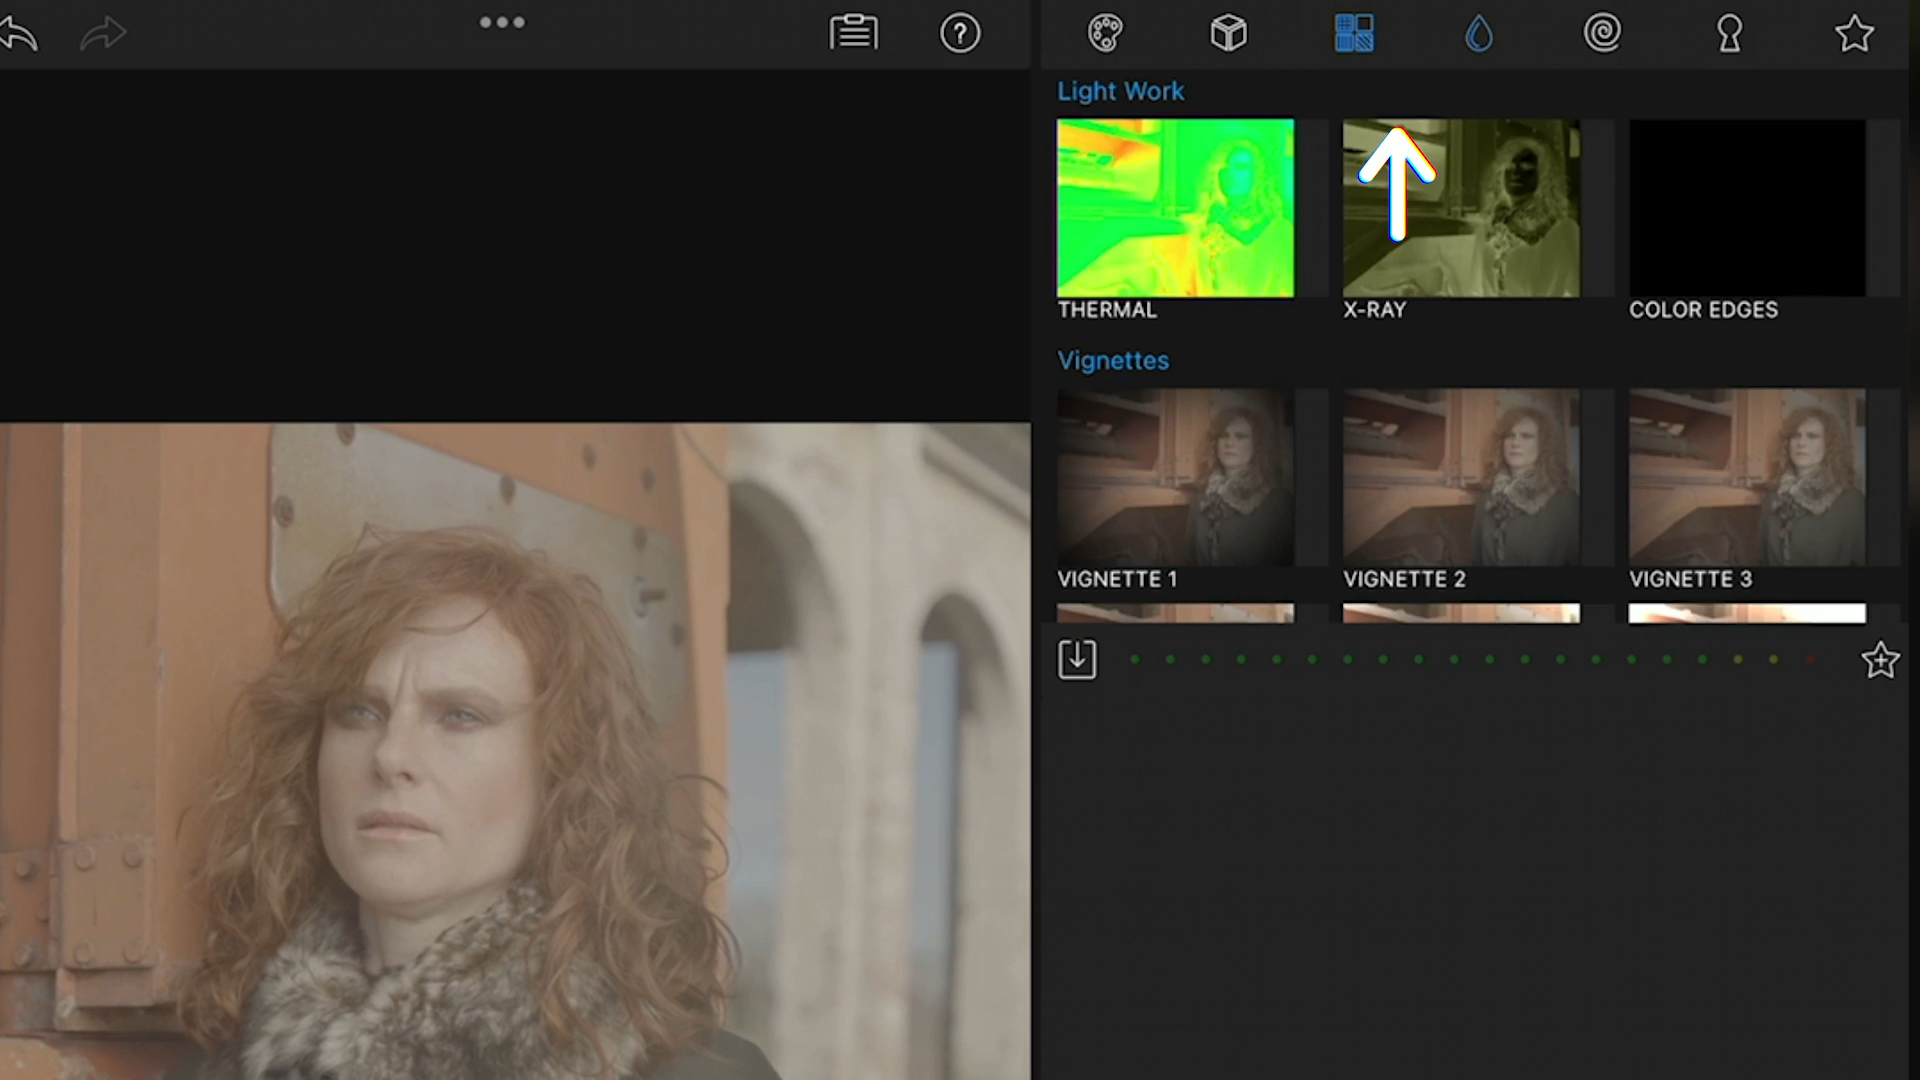 Light Work
THERMAL
X-RAY
COLOR EDGES
Vignettes
VIGNETTE 1
VIGNETTE 2
VIGNETTE 3